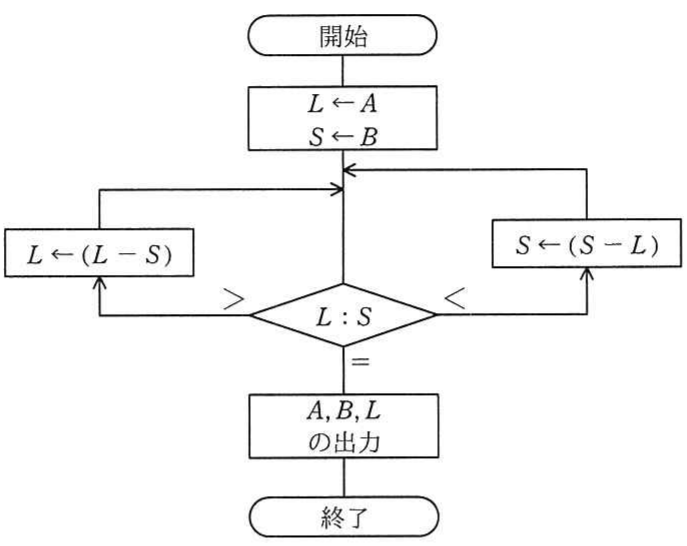 開始
L ← A
S ← B
L ← (L − S)
S ← (S − L)
>
L : S
<
=
A, B, L
の出力
終了